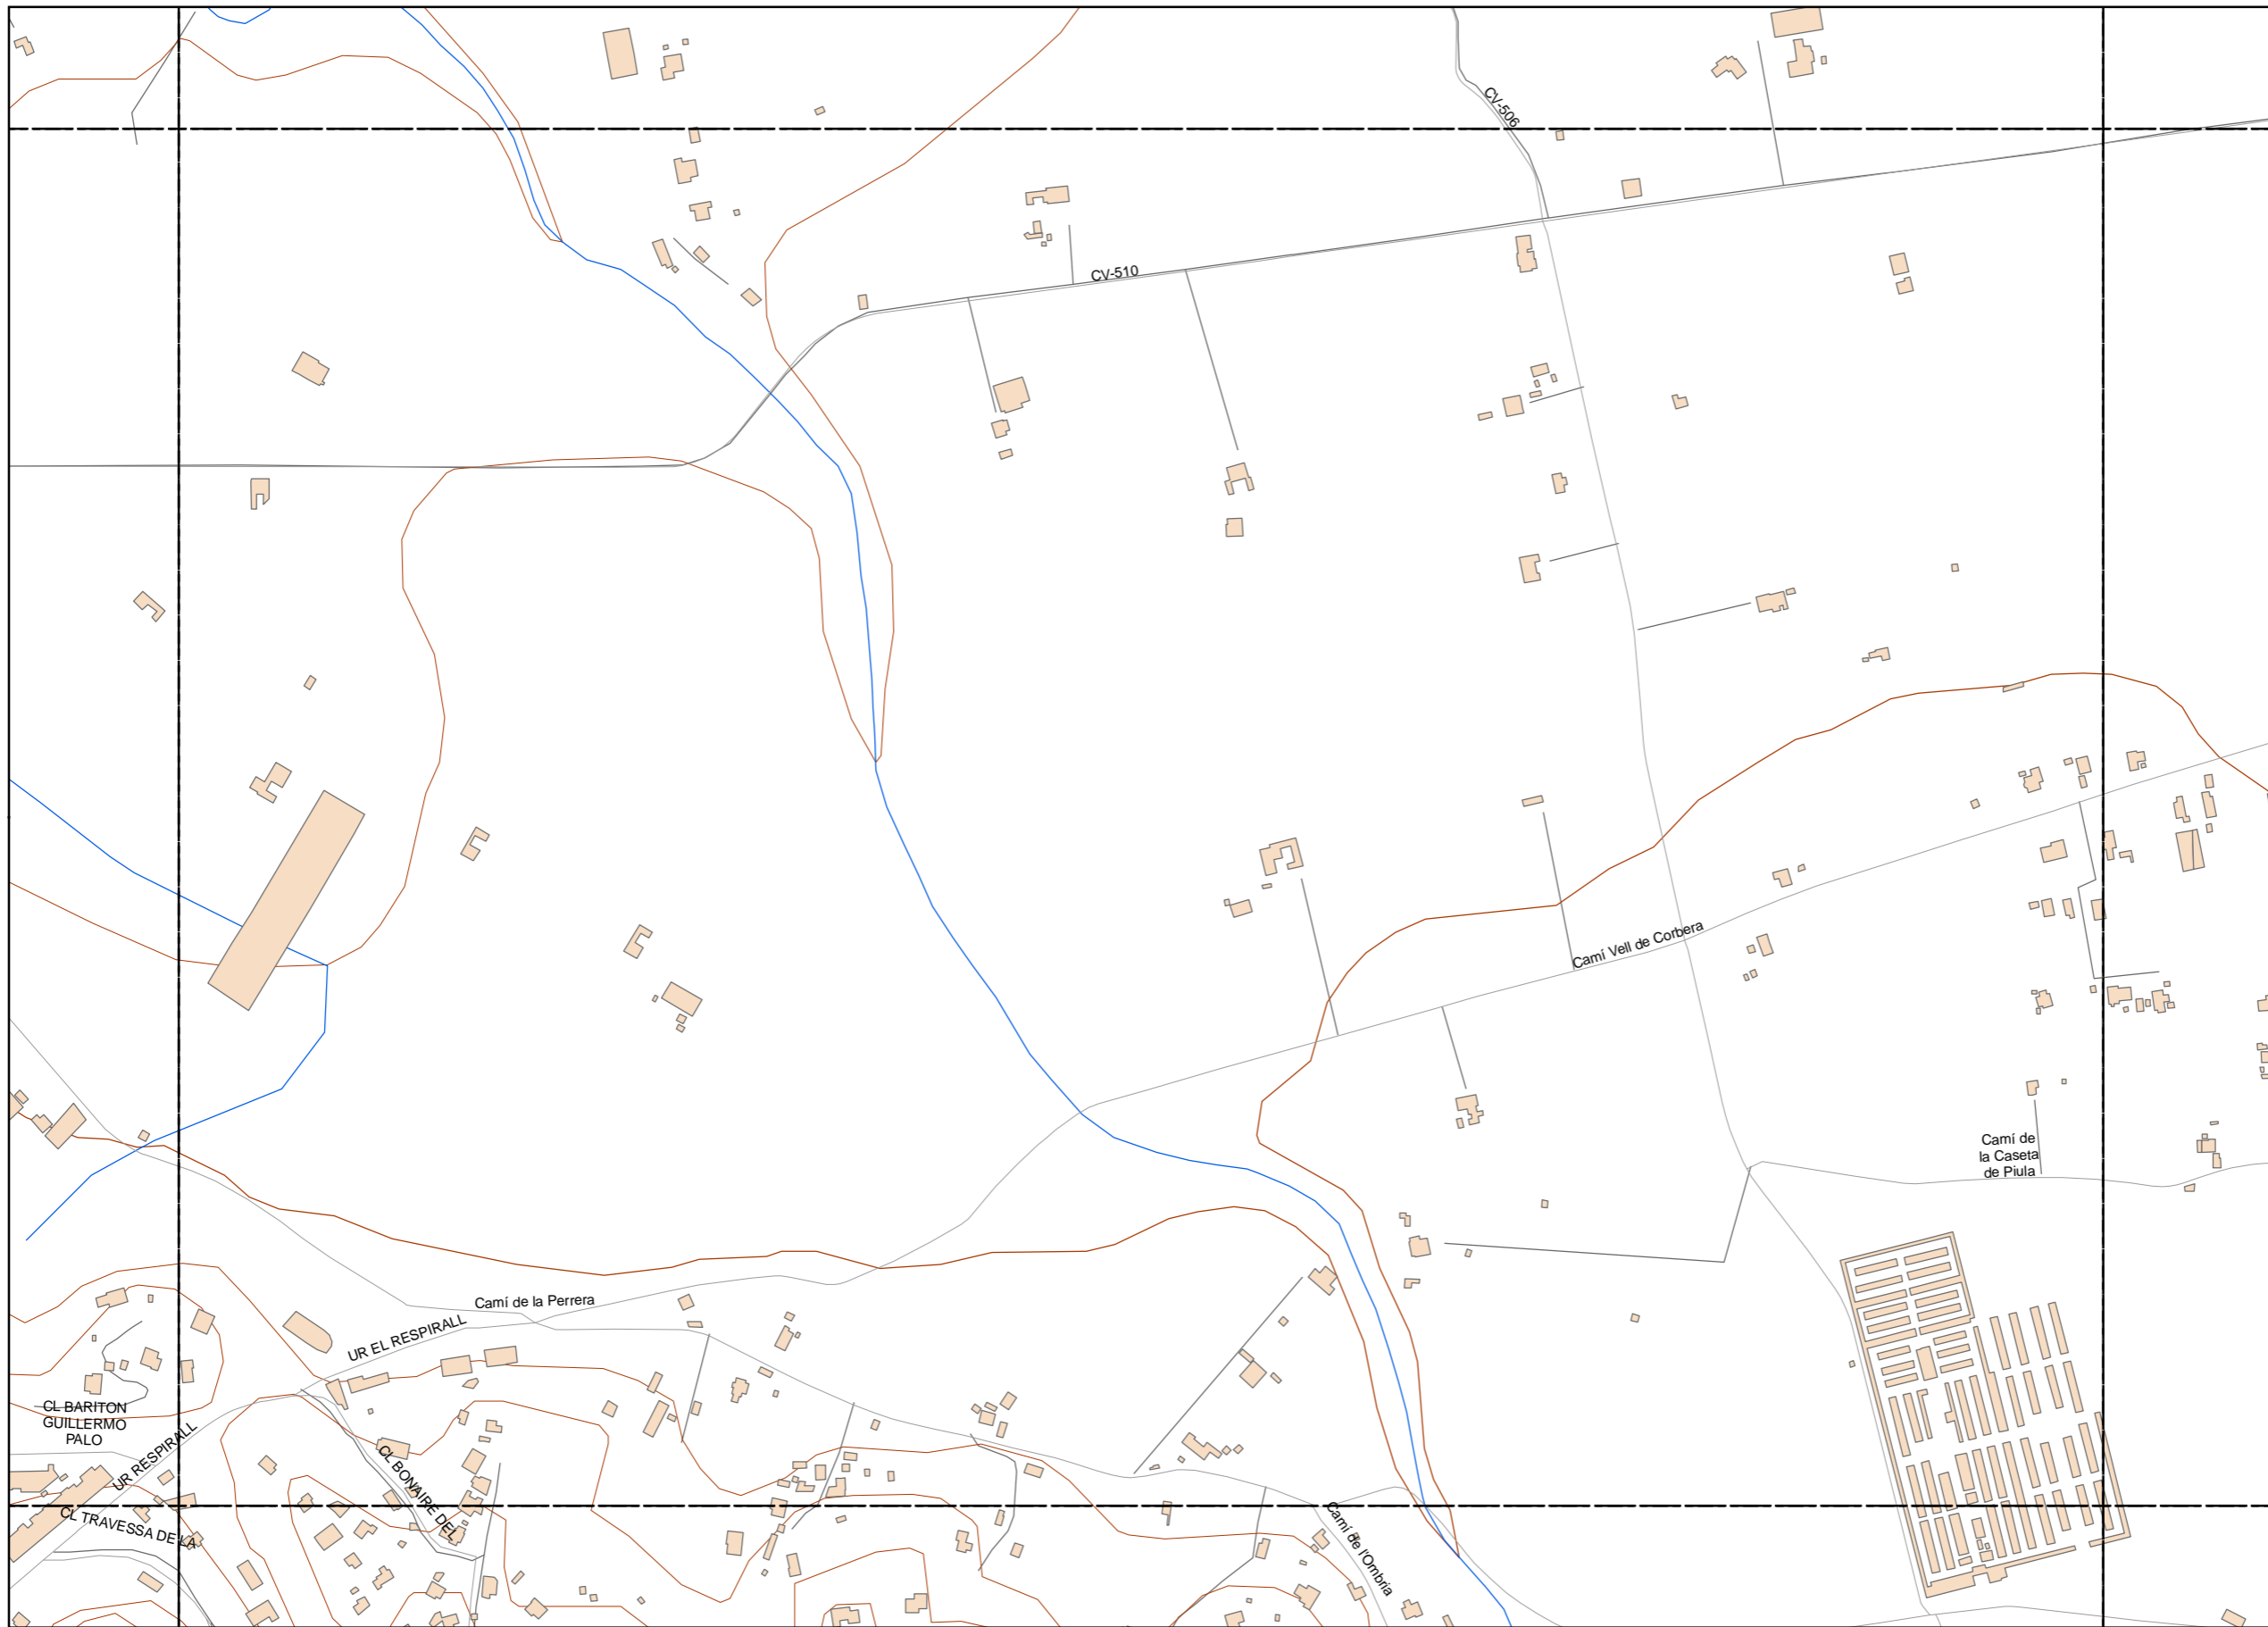 CV-506
CV-510
Camí Vell de Corbera
Camí de
la Caseta
de Piula
Camí de la Perrera
UR EL RESPIRALL
CL BARITON
GUILLERMO
PALO
UR RESPIRALL
CL BONAIRE DEL
CL TRAVESSA DE LA
Camí de l'Ombria